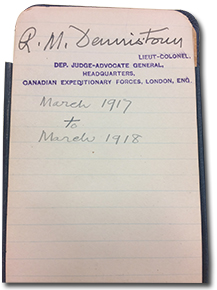 R. M. Dennistoun
LIEUT-COLONEL.
DEP. JUDGE-ADVOCATE GENERAL,
HEADQUARTERS.
CANADIAN EXPEDITIONARY FORCES, LONDON, ENG.
March 1917
to
March 1918